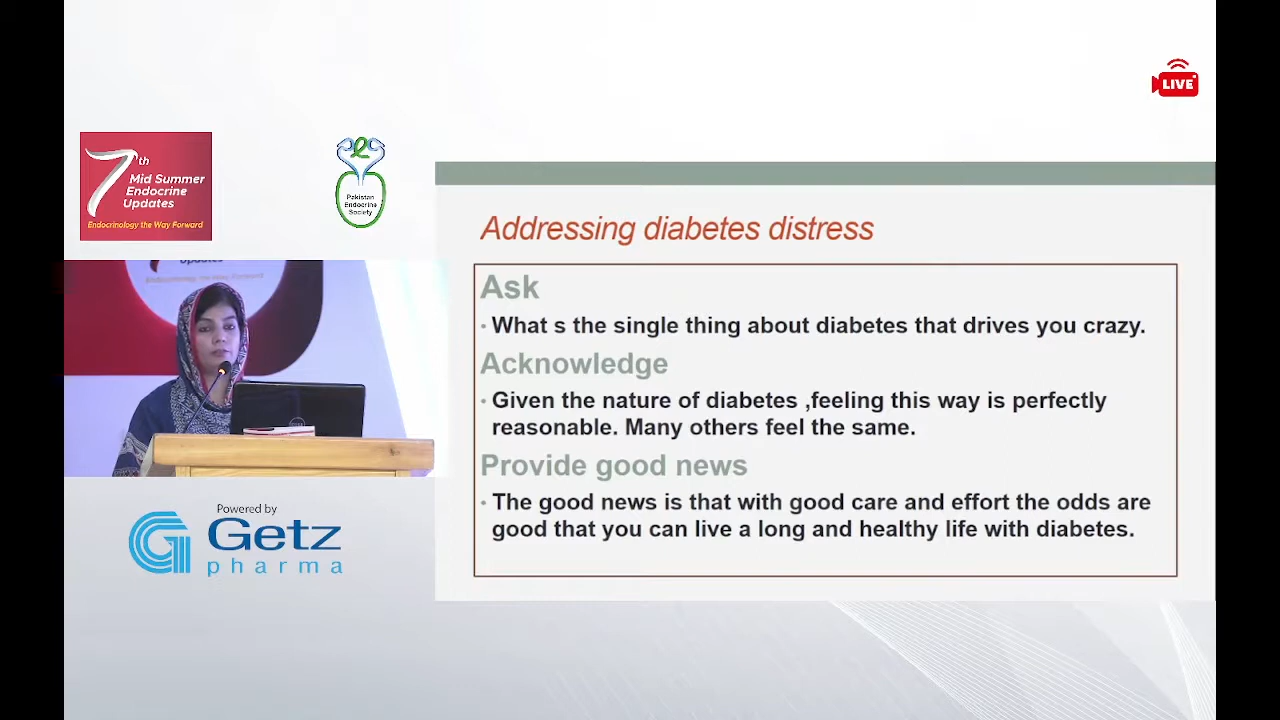 LIVE
7th
Mid Summer
Endocrine
Updates
Endocrinology the Way Forward
Pakistan
Endocrine
Society
Updates
Addressing diabetes distress
Ask
• What s the single thing about diabetes that drives you crazy.
Acknowledge
• Given the nature of diabetes ,feeling this way is perfectly
reasonable. Many others feel the same.
Provide good news
• The good news is that with good care and effort the odds are
good that you can live a long and healthy life with diabetes.
Powered by
Getz
pharma